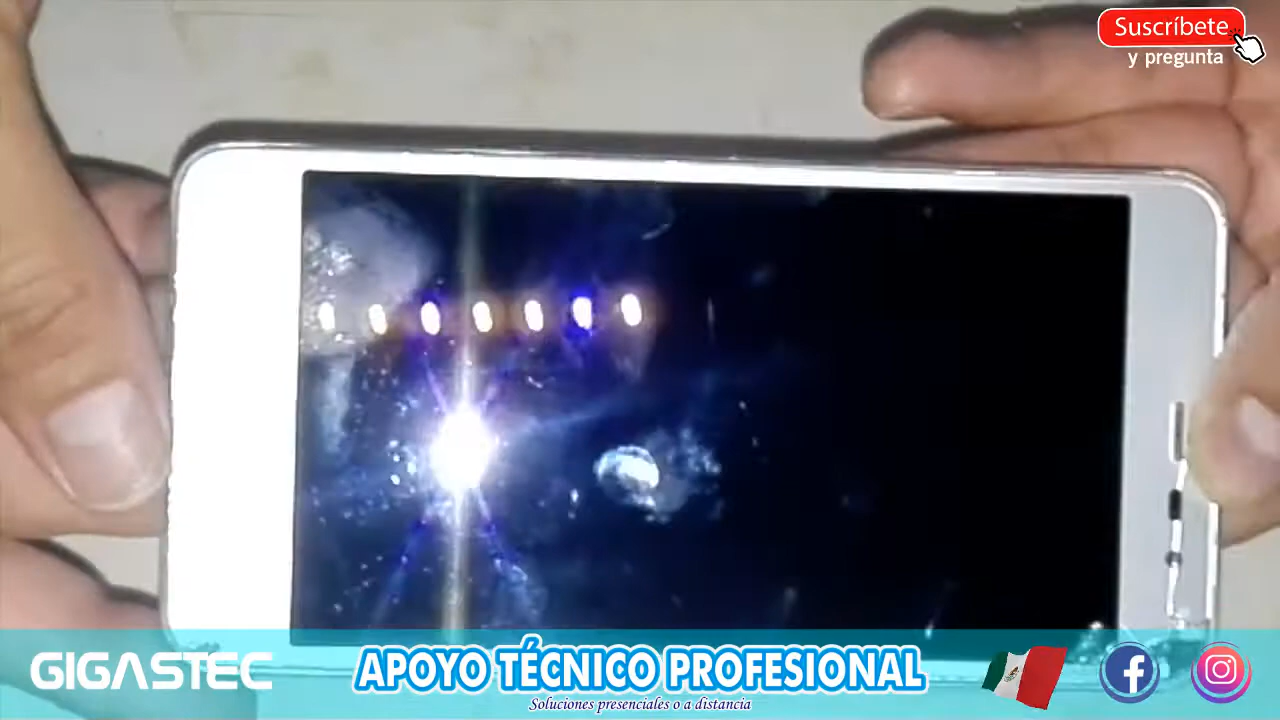 Suscríbete
y pregunta
GIGASTEC
APOYO TÉCNICO PROFESIONAL
Soluciones presenciales o a distancia